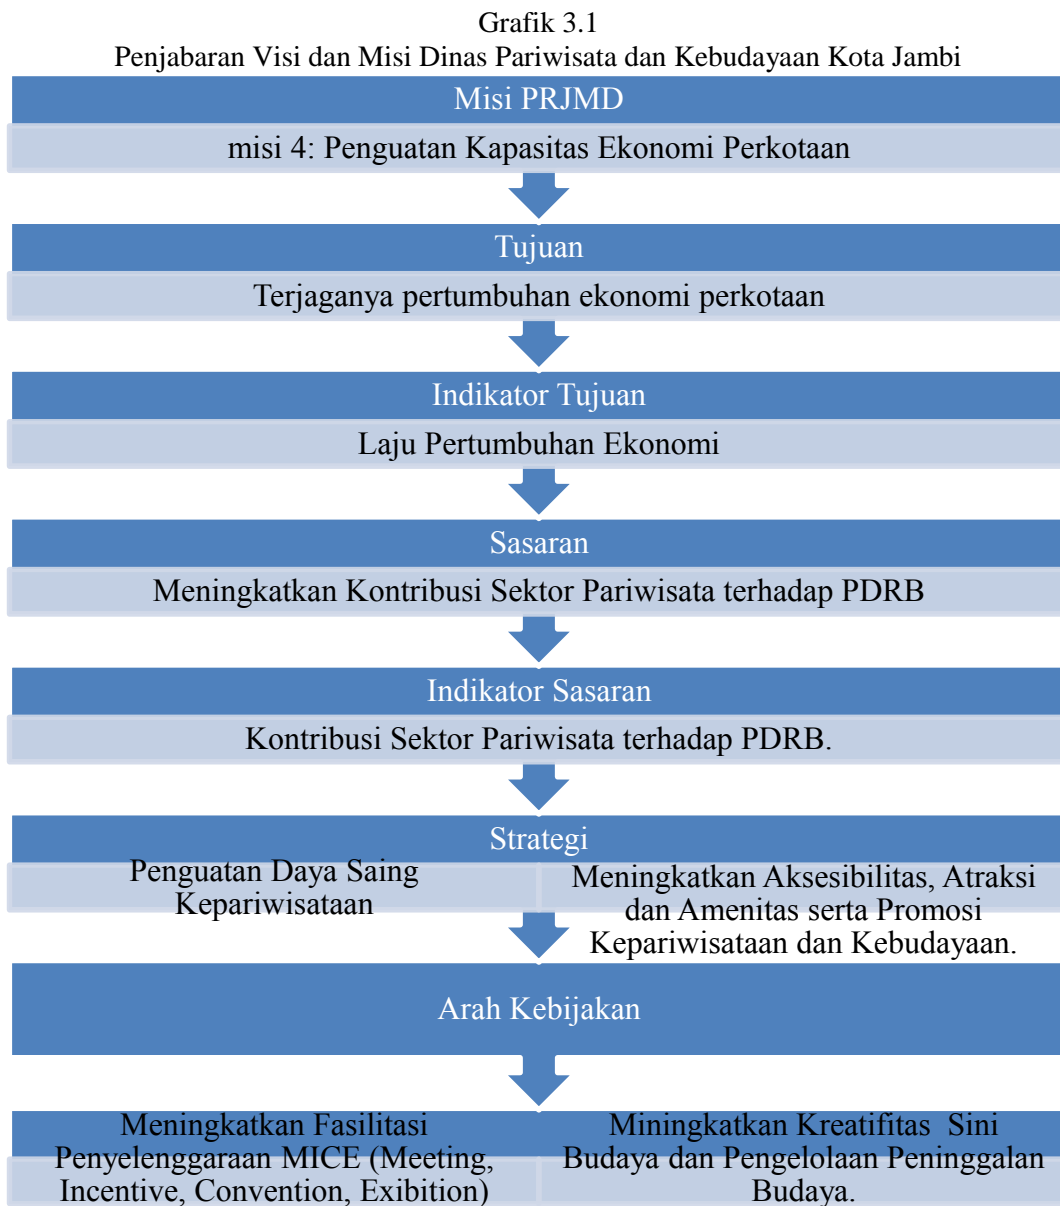 Grafik 3.1
Penjabaran Visi dan Misi Dinas Pariwisata dan Kebudayaan Kota Jambi
Misi PRJMD
misi 4: Penguatan Kapasitas Ekonomi Perkotaan
Tujuan
Terjaganya pertumbuhan ekonomi perkotaan
Indikator Tujuan
Laju Pertumbuhan Ekonomi
Sasaran
Meningkatkan Kontribusi Sektor Pariwisata terhadap PDRB
Indikator Sasaran
Kontribusi Sektor Pariwisata terhadap PDRB.
Strategi
Penguatan Daya Saing
Kepariwisataan
Meningkatkan Aksesibilitas, Atraksi
dan Amenitas serta Promosi
Kepariwisataan dan Kebudayaan.
Arah Kebijakan
Meningkatkan Fasilitasi
Penyelenggaraan MICE (Meeting,
Incentive, Convention, Exibition)
Miningkatkan Kreatifitas Sini
Budaya dan Pengelolaan Peninggalan
Budaya.